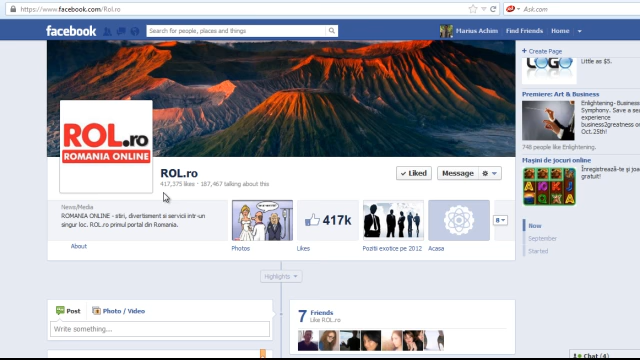 https://www.facebook.com/Rol.ro
Ask.com
facebook
Search for people, places and things
Marius Achim
Find Friends
Home
ROL.ro
ROMANIA ONLINE
ROL.ro
417,375 likes · 187,467 talking about this
Liked
Message
News/Media
ROMANIA ONLINE - stiri, divertisment si servicii intr-un
singur loc. ROL.ro primul portal din Romania.
About
Photos
417k
Likes
Pozitii exotice pe 2012
Acasa
8
Highlights
Post
Photo / Video
Write something...
7 Friends
Like ROL.ro
+ Create Page
LOGO
Little as $5.
Premiere: Art & Business
Enlightening- Business
Symphony. Save a sea
experience
business2greatness on
Oct.25th!
748 people like Enlightening.
Mașini de jocuri online
Înregistrează-te și joa
gratuit!
Now
September
Started
Chat (4)